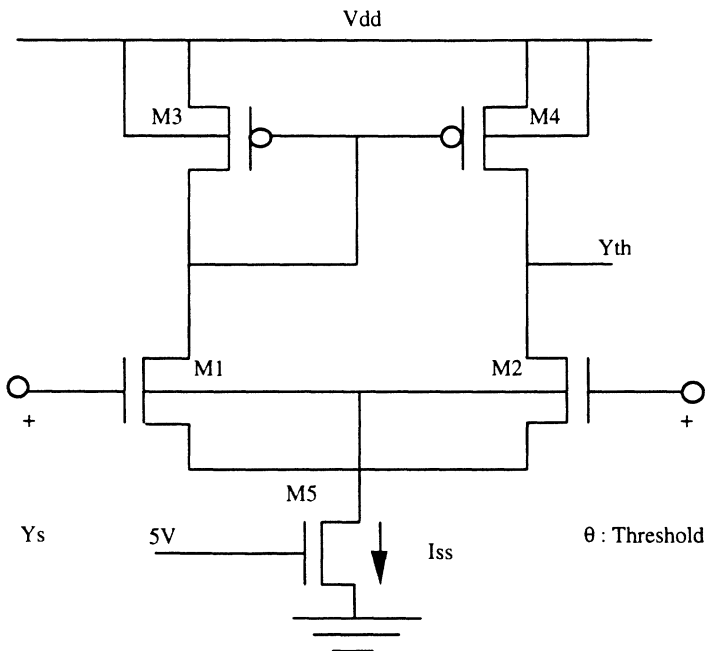 Vdd
M3
M4
Yth
M1
M2
+
+
M5
Ys
5V
Iss
θ : Threshold